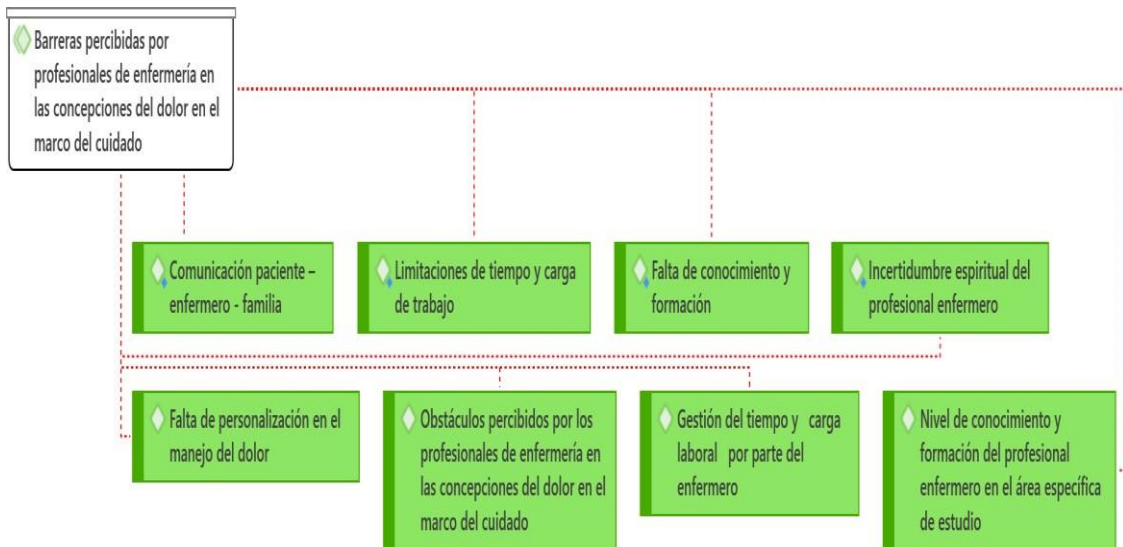 Barreras percibidas por
profesionales de enfermería en
las concepciones del dolor en el
marco del cuidado
Comunicación paciente –
enfermero - familia
Limitaciones de tiempo y carga
de trabajo
Falta de conocimiento y
formación
Incertidumbre espiritual del
profesional enfermero
Falta de personalización en el
manejo del dolor
Obstáculos percibidos por los
profesionales de enfermería en
las concepciones del dolor en el
marco del cuidado
Gestión del tiempo y carga
laboral por parte del
enfermero
Nivel de conocimiento y
formación del profesional
enfermero en el área específica
de estudio